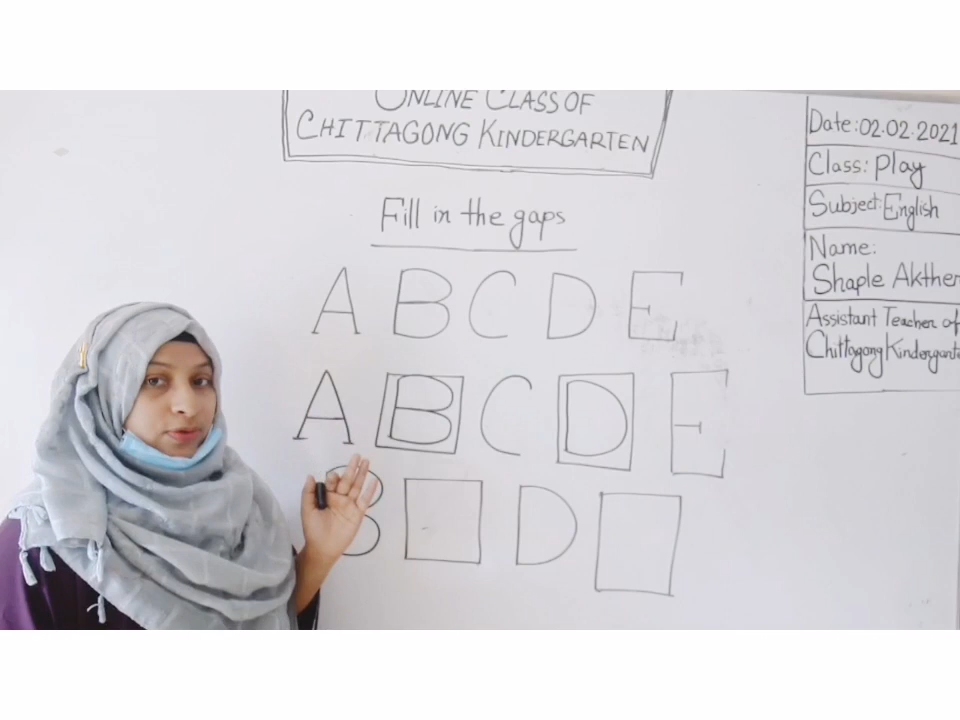 ONLINE CLASS OF
CHITTAGONG KINDERGARTEN
Fill in the gaps
A B C D E
A B C D E
B D
Date: 02.02.2021
Class: Play
Subject: English
Name:
Shaple Akther
Assistant Teacher of
Chittagong Kindergarte